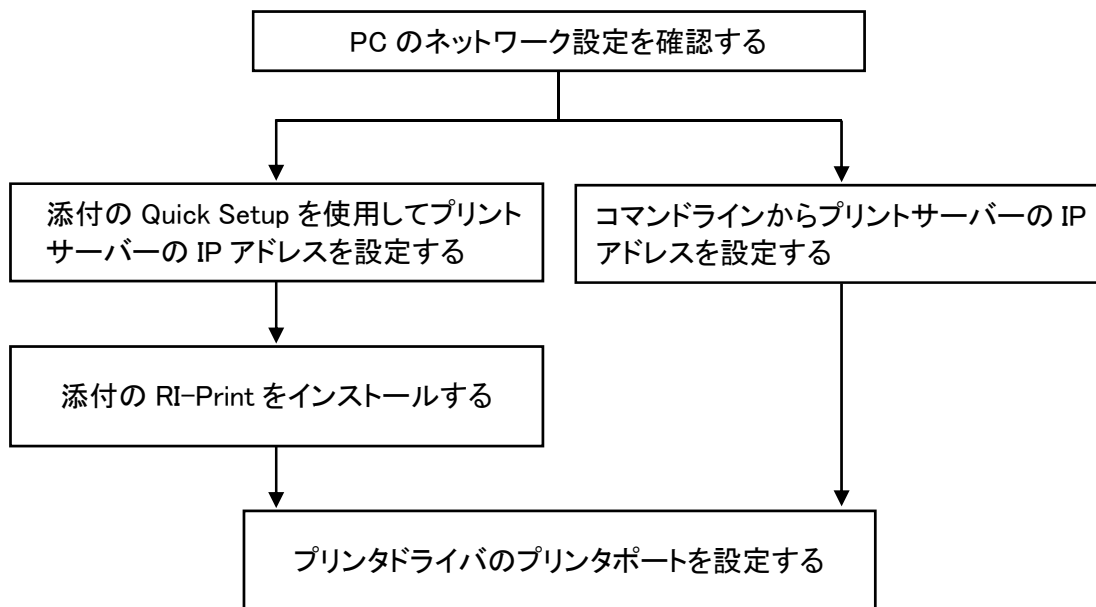 PC のネットワーク設定を確認する
添付の Quick Setup を使用してプリント
サーバーの IP アドレスを設定する
コマンドラインからプリントサーバーの IP
アドレスを設定する
添付の RI-Print をインストールする
プリンタドライバのプリンタポートを設定する